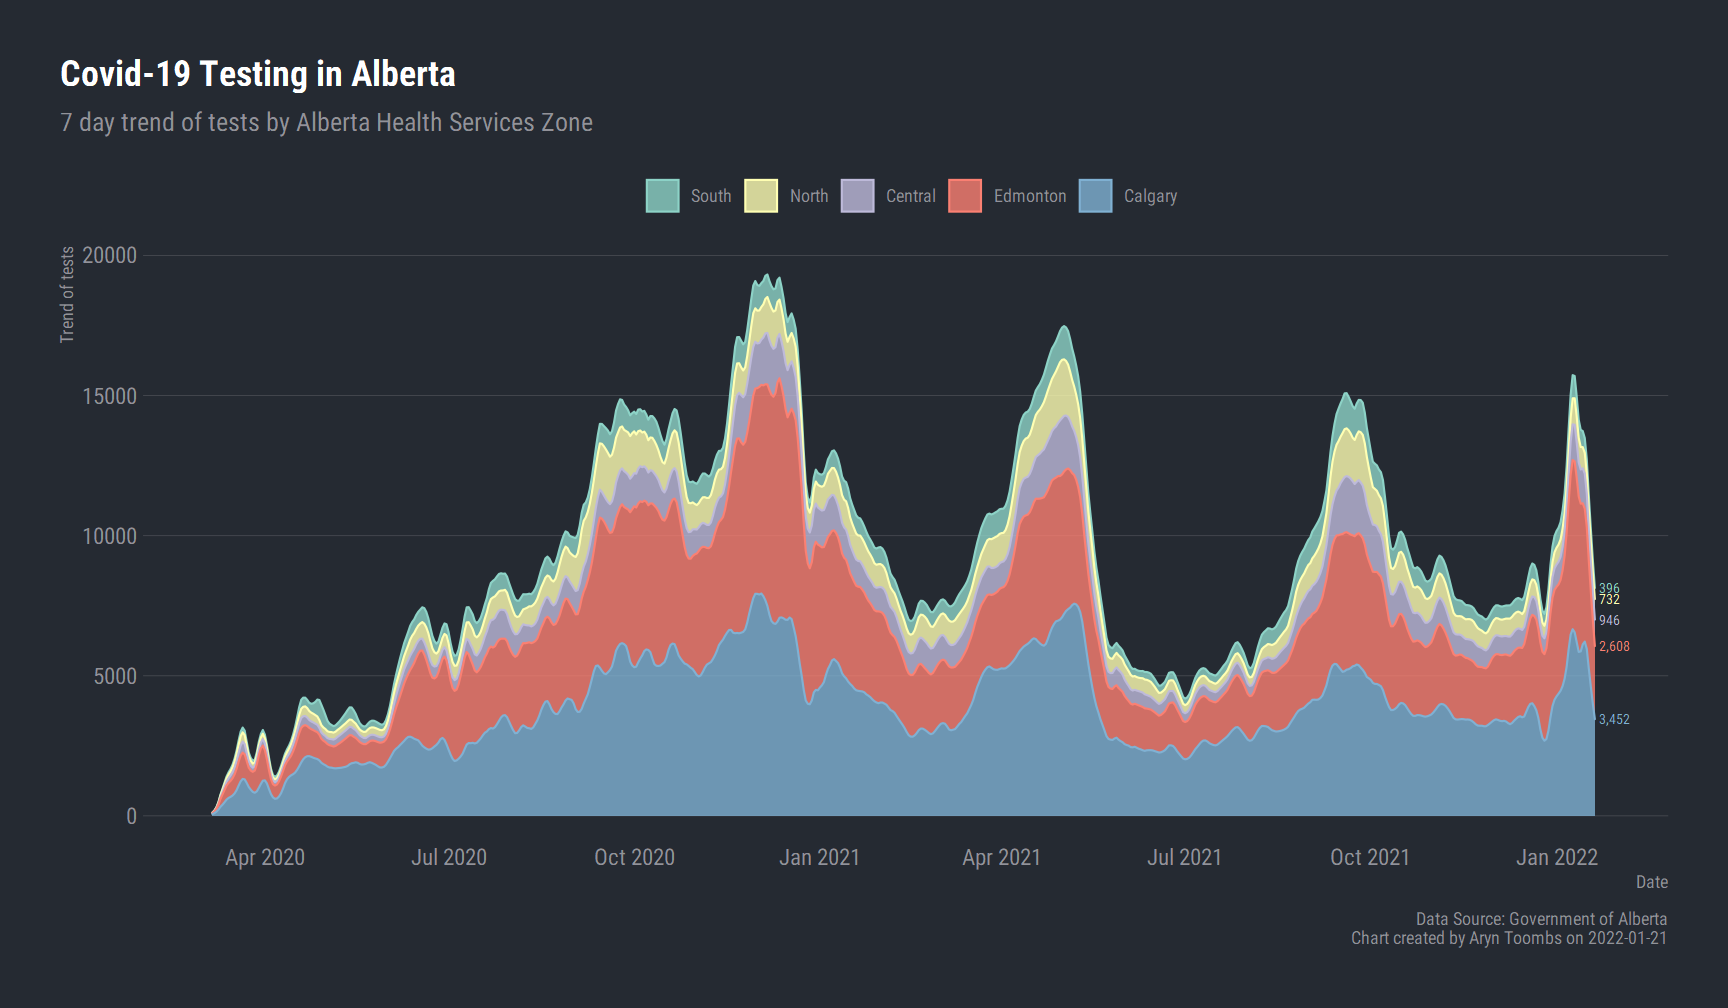 Covid-19 Testing in Alberta
7 day trend of tests by Alberta Health Services Zone
South North Central Edmonton Calgary
Trend of tests
20000
15000
10000
5000
0
396
732
946
2,608
3,452
Apr 2020 Jul 2020 Oct 2020 Jan 2021 Apr 2021 Jul 2021 Oct 2021 Jan 2022
Date
Data Source: Government of Alberta
Chart created by Aryn Toombs on 2022-01-21